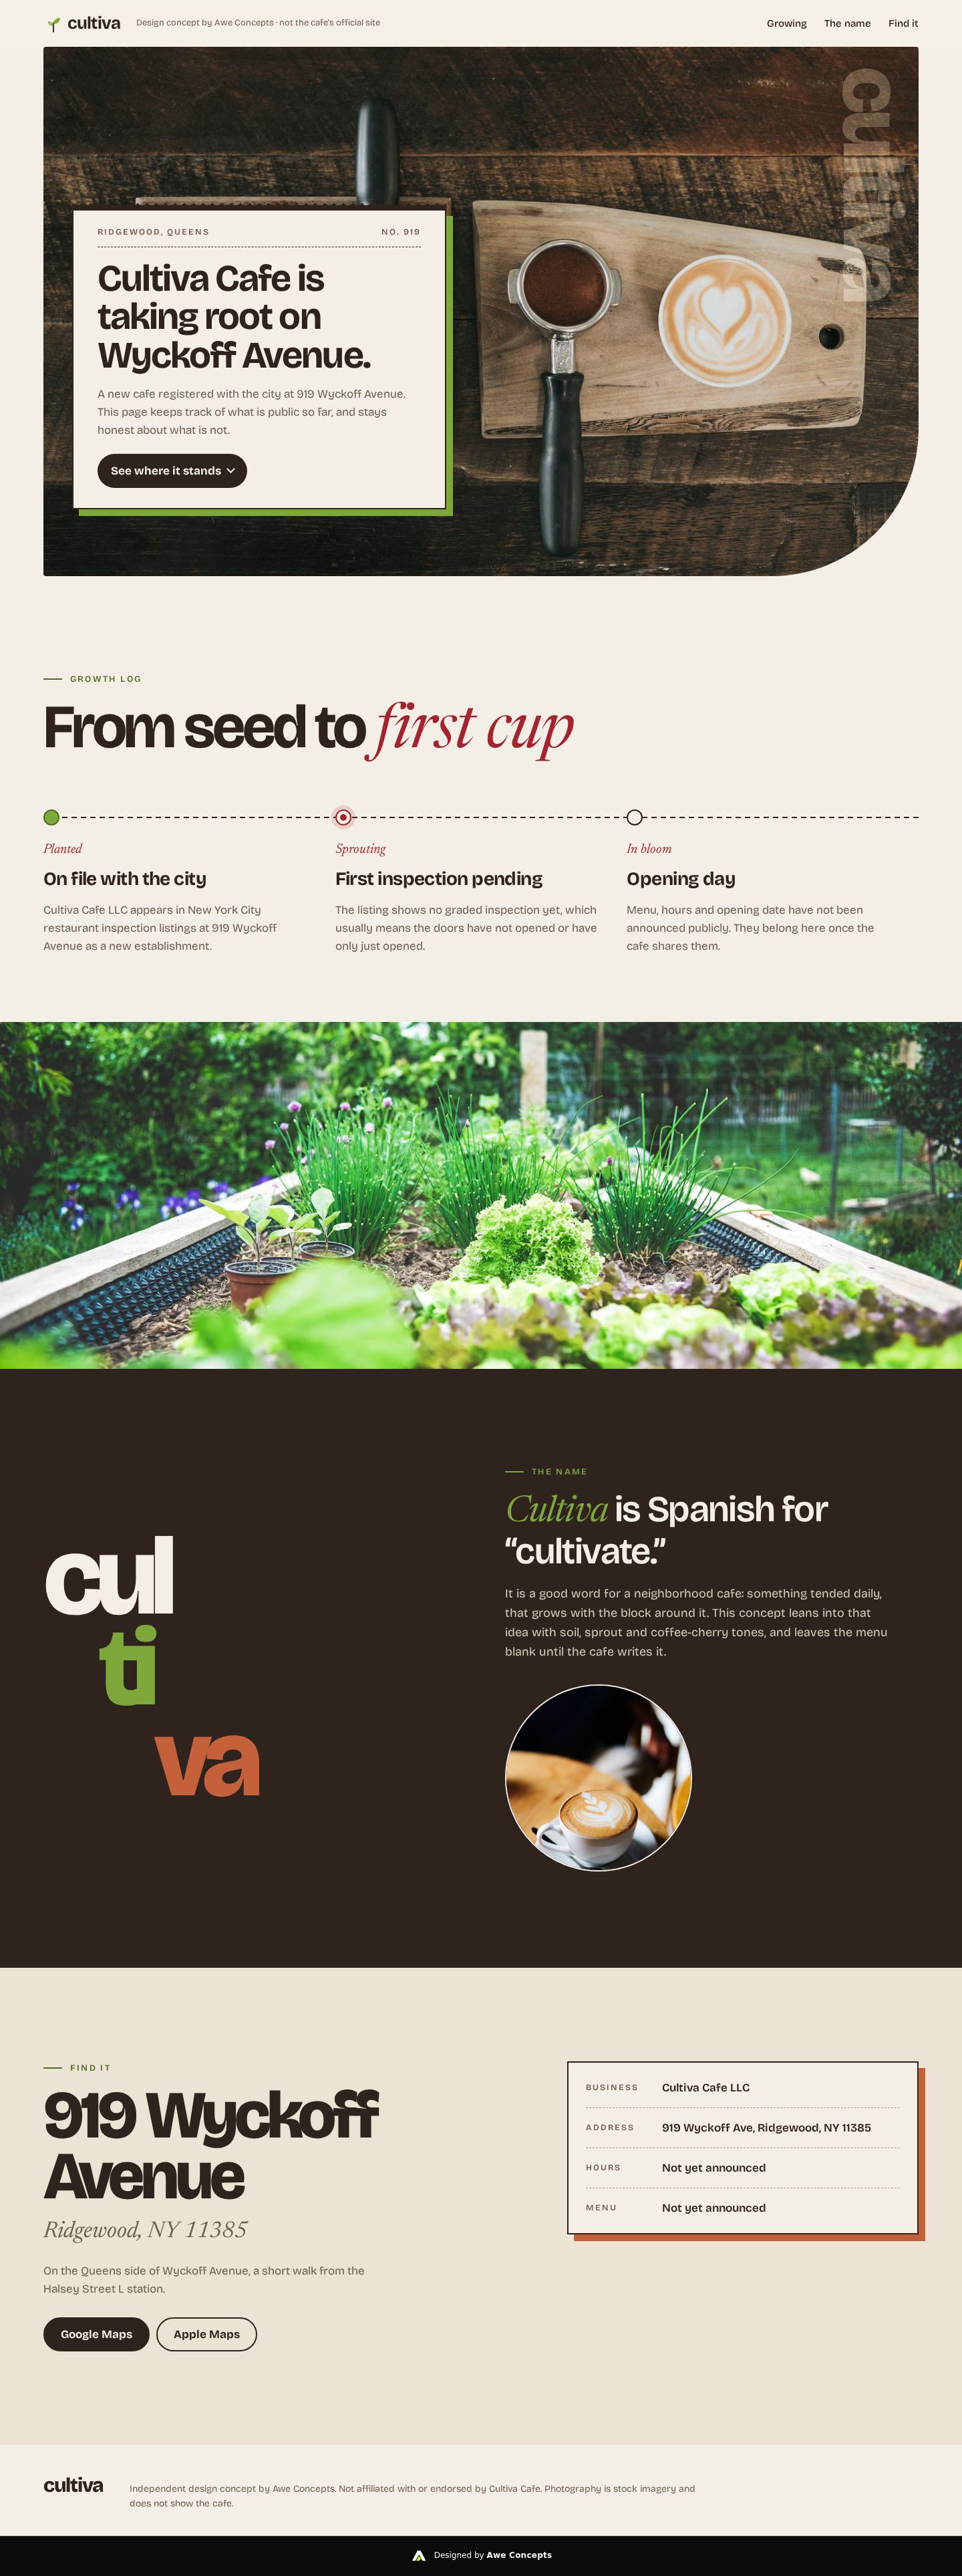 cultiva
Design concept by Awe Concepts · not the cafe's official site
Growing
The name
Find it
cultiva
RIDGEWOOD, QUEENS
NO. 919
Cultiva Cafe is
taking root on
Wyckoff Avenue.
A new cafe registered with the city at 919 Wyckoff Avenue.
This page keeps track of what is public so far, and stays
honest about what is not.
See where it stands
GROWTH LOG
From seed to first cup
Planted
On file with the city
Cultiva Cafe LLC appears in New York City
restaurant inspection listings at 919 Wyckoff
Avenue as a new establishment.
Sprouting
First inspection pending
The listing shows no graded inspection yet, which
usually means the doors have not opened or have
only just opened.
In bloom
Opening day
Menu, hours and opening date have not been
announced publicly. They belong here once the
cafe shares them.
cul
ti
va
THE NAME
Cultiva is Spanish for
“cultivate.”
It is a good word for a neighborhood cafe: something tended daily,
that grows with the block around it. This concept leans into that
idea with soil, sprout and coffee-cherry tones, and leaves the menu
blank until the cafe writes it.
FIND IT
919 Wyckoff
Avenue
Ridgewood, NY 11385
On the Queens side of Wyckoff Avenue, a short walk from the
Halsey Street L station.
Google Maps
Apple Maps
BUSINESS
Cultiva Cafe LLC
ADDRESS
919 Wyckoff Ave, Ridgewood, NY 11385
HOURS
Not yet announced
MENU
Not yet announced
cultiva
Independent design concept by Awe Concepts. Not affiliated with or endorsed by Cultiva Cafe. Photography is stock imagery and
does not show the cafe.
Designed by Awe Concepts